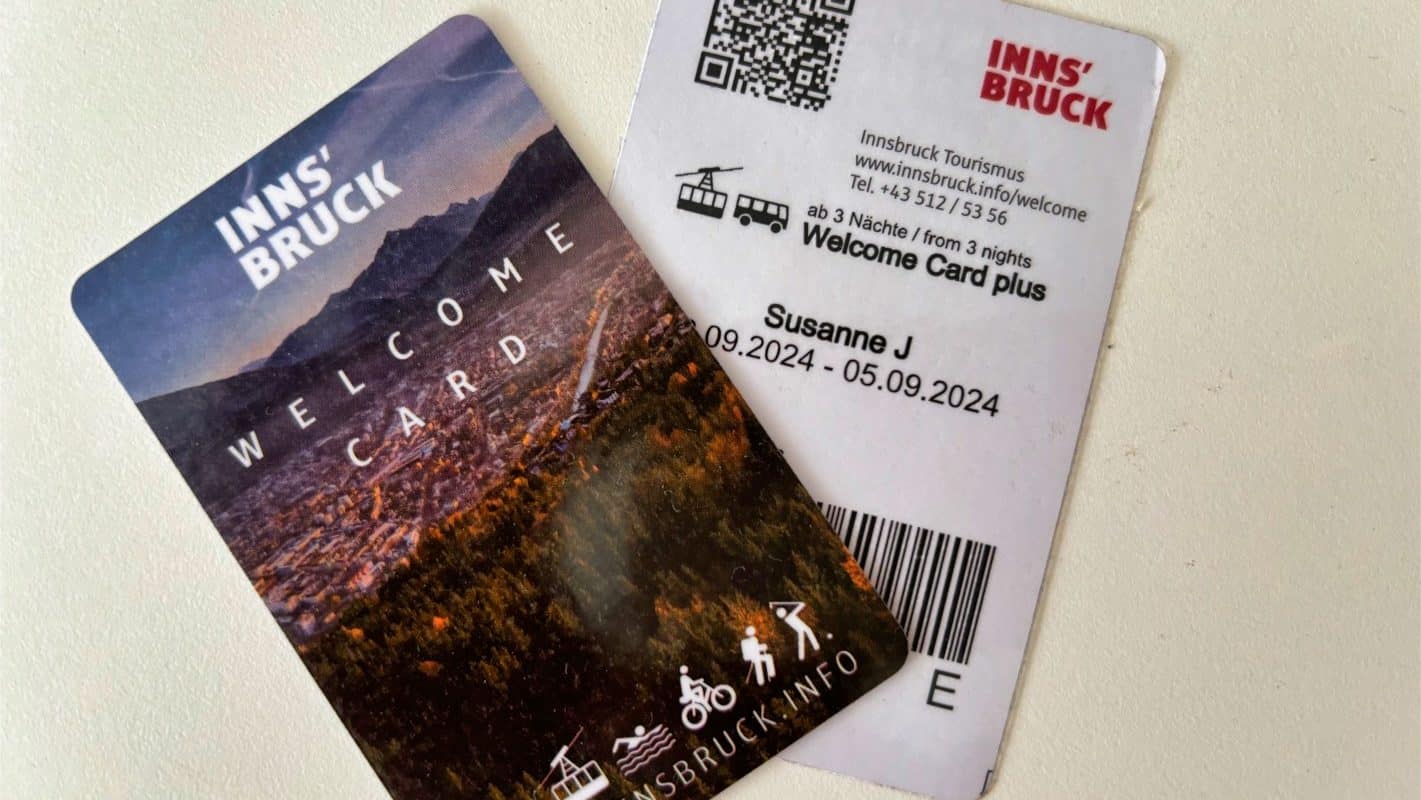 INNS'
BRUCK
WELCOME
CARD
NNSBRUCK.INFO
INNS'
BRUCK
Innsbruck Tourismus
www.innsbruck.info/welcome
Tel. +43 512 / 53 56
ab 3 Nächte / from 3 nights
Welcome Card plus
Susanne J
.09.2024 - 05.09.2024
E